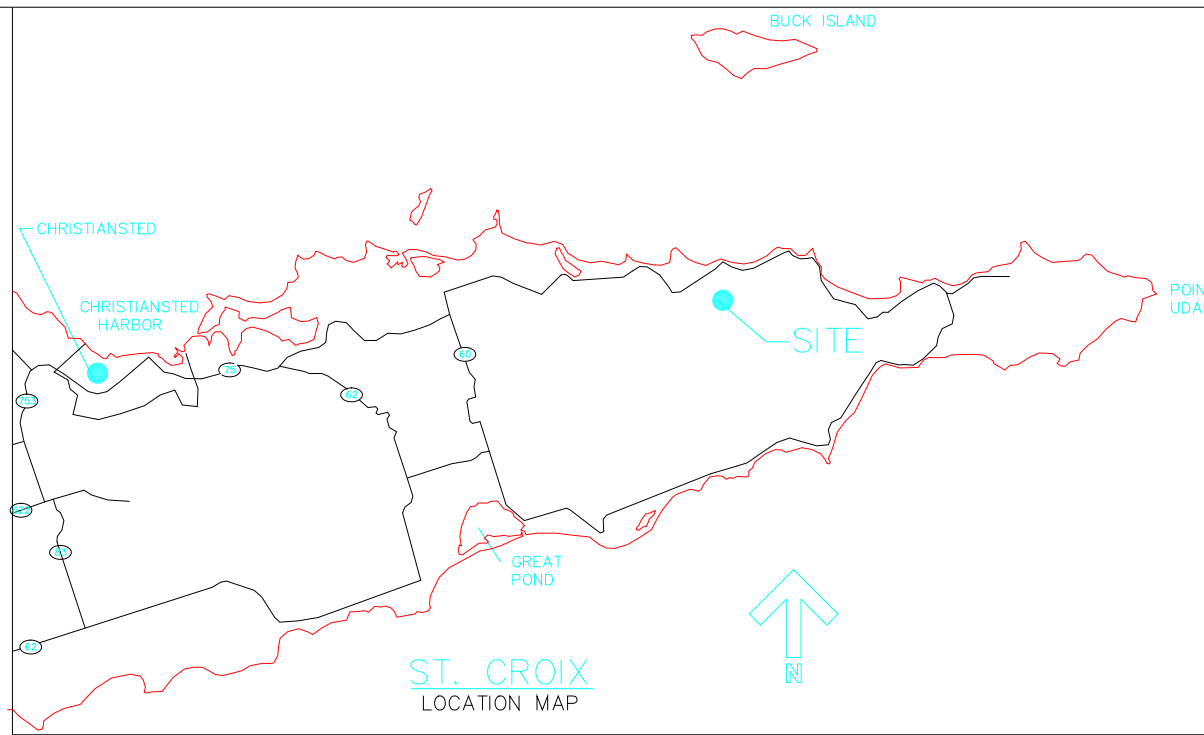 BUCK ISLAND
CHRISTIANSTED
CHRISTIANSTED
HARBOR
POIN
UDA
SITE
60
75
62
753
83
GREAT
POND
62
ST. CROIX
LOCATION MAP
N